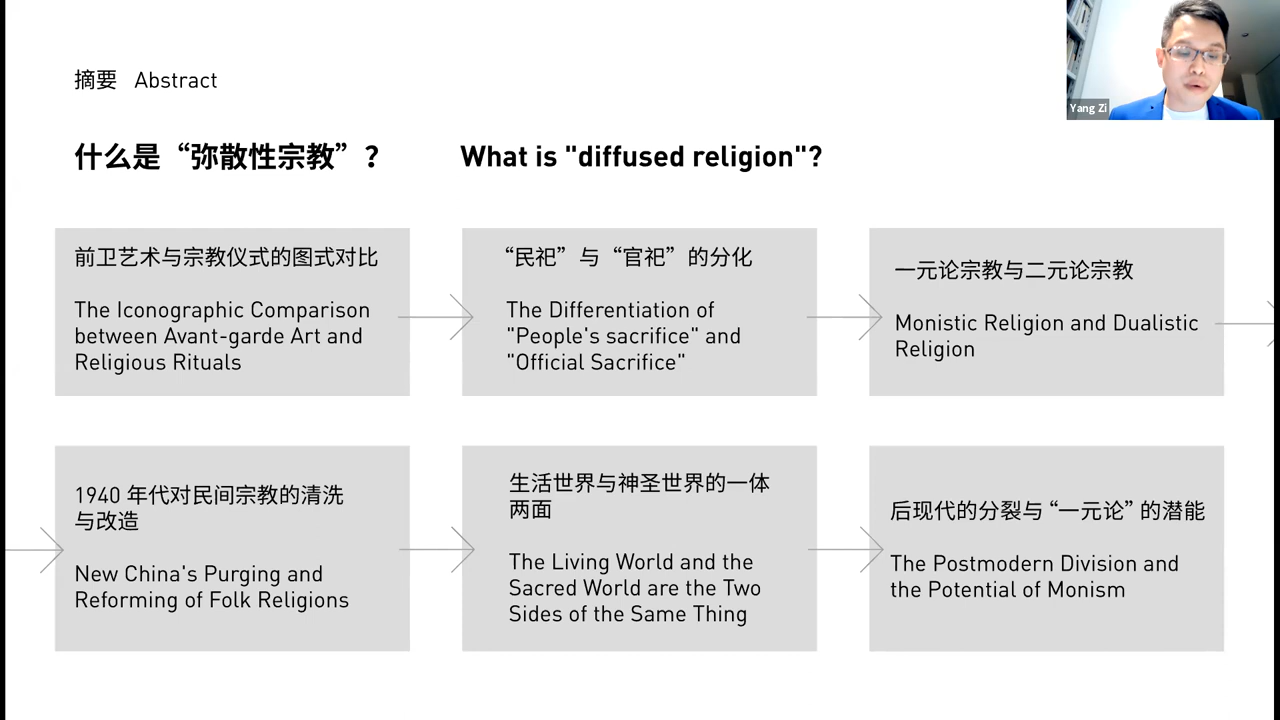 摘要 Abstract
Yang Zi
什么是“弥散性宗教”？
What is "diffused religion"?
前卫艺术与宗教仪式的图式对比
The Iconographic Comparison
between Avant-garde Art and
Religious Rituals
“民祀”与“官祀”的分化
The Differentiation of
"People's sacrifice" and
"Official Sacrifice"
一元论宗教与二元论宗教
Monistic Religion and Dualistic
Religion
1940 年代对民间宗教的清洗
与改造
New China's Purging and
Reforming of Folk Religions
生活世界与神圣世界的一体
两面
The Living World and the
Sacred World are the Two
Sides of the Same Thing
后现代的分裂与 “一元论” 的潜能
The Postmodern Division and
the Potential of Monism